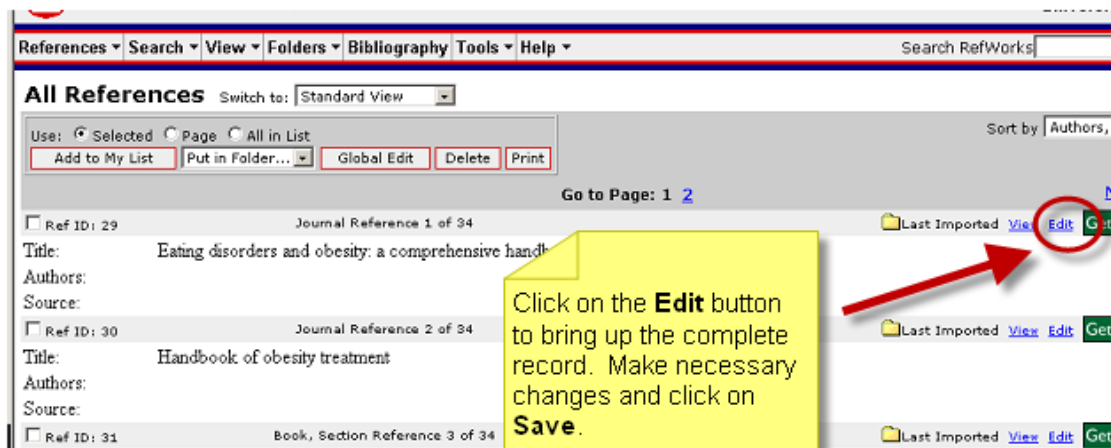 References Search View Folders Bibliography Tools Help Search RefWorks
All References Switch to: Standard View
Use: Selected Page All in List Sort by Authors,
Add to My List Put in Folder... Global Edit Delete Print
Go to Page: 1 2
Ref ID: 29 Journal Reference 1 of 34 Last Imported View Edit Get
Title: Eating disorders and obesity: a comprehensive
Authors:
Source:
Ref ID: 30 Journal Reference 2 of 34 Last Imported View Edit Get
Title: Handbook of obesity treatment
Authors:
Source:
Ref ID: 31 Book, Section Reference 3 of 34 Last Imported View Edit Get
Click on the Edit button
to bring up the complete
record. Make necessary
changes and click on
Save.